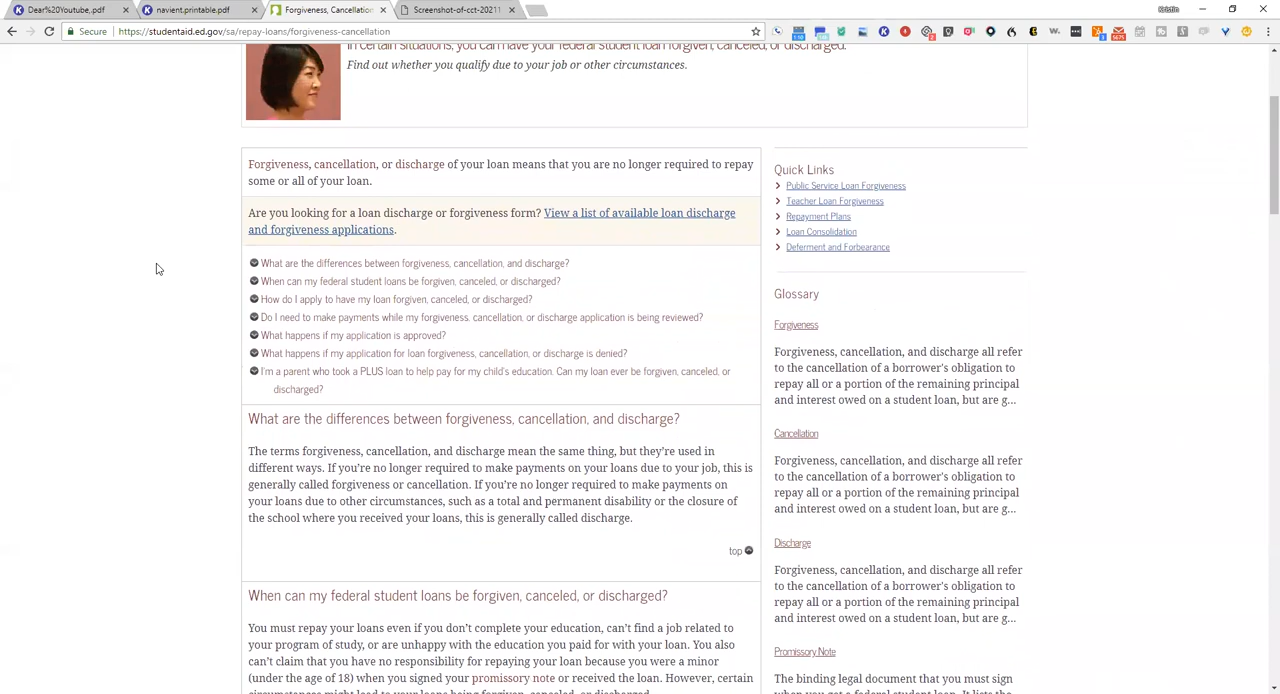 Dear%20Youtube,.pdf
navient.printable.pdf
Forgiveness, Cancellation
Screenshot-of-cct-20211
Kristin
Secure
https://studentaid.ed.gov/sa/repay-loans/forgiveness-cancellation
In certain situations, you can have your federal student loan forgiven, canceled, or discharged.
Find out whether you qualify due to your job or other circumstances.
Forgiveness, cancellation, or discharge of your loan means that you are no longer required to repay
some or all of your loan.
Are you looking for a loan discharge or forgiveness form? View a list of available loan discharge
and forgiveness applications.
What are the differences between forgiveness, cancellation, and discharge?
When can my federal student loans be forgiven, canceled, or discharged?
How do I apply to have my loan forgiven, canceled, or discharged?
Do I need to make payments while my forgiveness, cancellation, or discharge application is being reviewed?
What happens if my application is approved?
What happens if my application for loan forgiveness, cancellation, or discharge is denied?
I'm a parent who took a PLUS loan to help pay for my child's education. Can my loan ever be forgiven, canceled, or
discharged?
What are the differences between forgiveness, cancellation, and discharge?
The terms forgiveness, cancellation, and discharge mean the same thing, but they're used in
different ways. If you're no longer required to make payments on your loans due to your job, this is
generally called forgiveness or cancellation. If you're no longer required to make payments on
your loans due to other circumstances, such as a total and permanent disability or the closure of
the school where you received your loans, this is generally called discharge.
top
When can my federal student loans be forgiven, canceled, or discharged?
You must repay your loans even if you don't complete your education, can't find a job related to
your program of study, or are unhappy with the education you paid for with your loan. You also
can't claim that you have no responsibility for repaying your loan because you were a minor
(under the age of 18) when you signed your promissory note or received the loan. However, certain
circumstances might lead to your loans being forgiven, canceled, or discharged.
Quick Links
Public Service Loan Forgiveness
Teacher Loan Forgiveness
Repayment Plans
Loan Consolidation
Deferment and Forbearance
Glossary
Forgiveness
Forgiveness, cancellation, and discharge all refer
to the cancellation of a borrower's obligation to
repay all or a portion of the remaining principal
and interest owed on a student loan, but are g...
Cancellation
Forgiveness, cancellation, and discharge all refer
to the cancellation of a borrower's obligation to
repay all or a portion of the remaining principal
and interest owed on a student loan, but are g...
Discharge
Forgiveness, cancellation, and discharge all refer
to the cancellation of a borrower's obligation to
repay all or a portion of the remaining principal
and interest owed on a student loan, but are g...
Promissory Note
The binding legal document that you must sign
when you get a federal student loan. It lists the